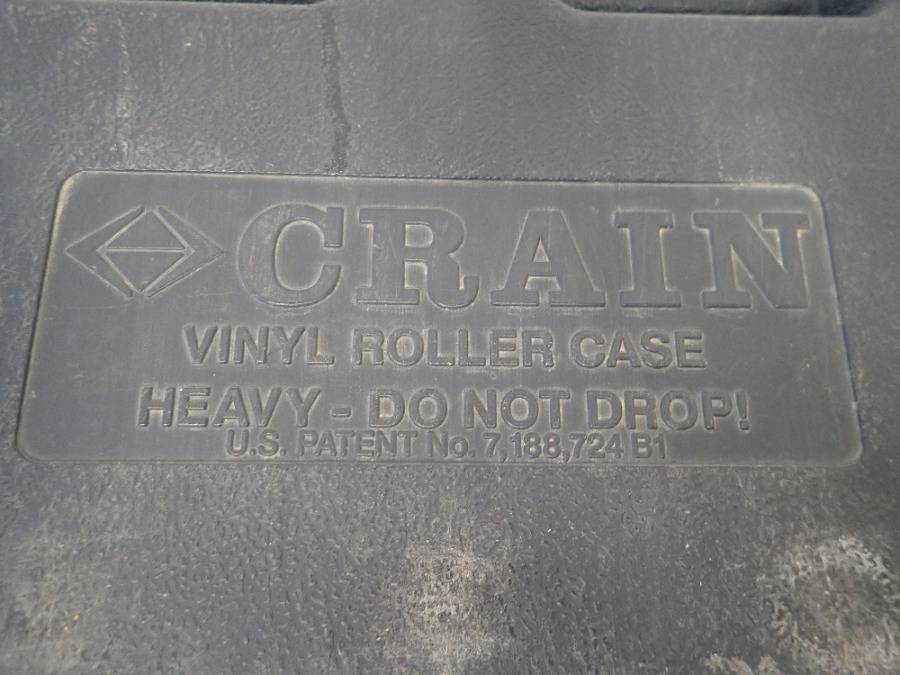 CRAIN
VINYL ROLLER CASE
HEAVY - DO NOT DROP!
U.S. PATENT No. 7,188,724 B1